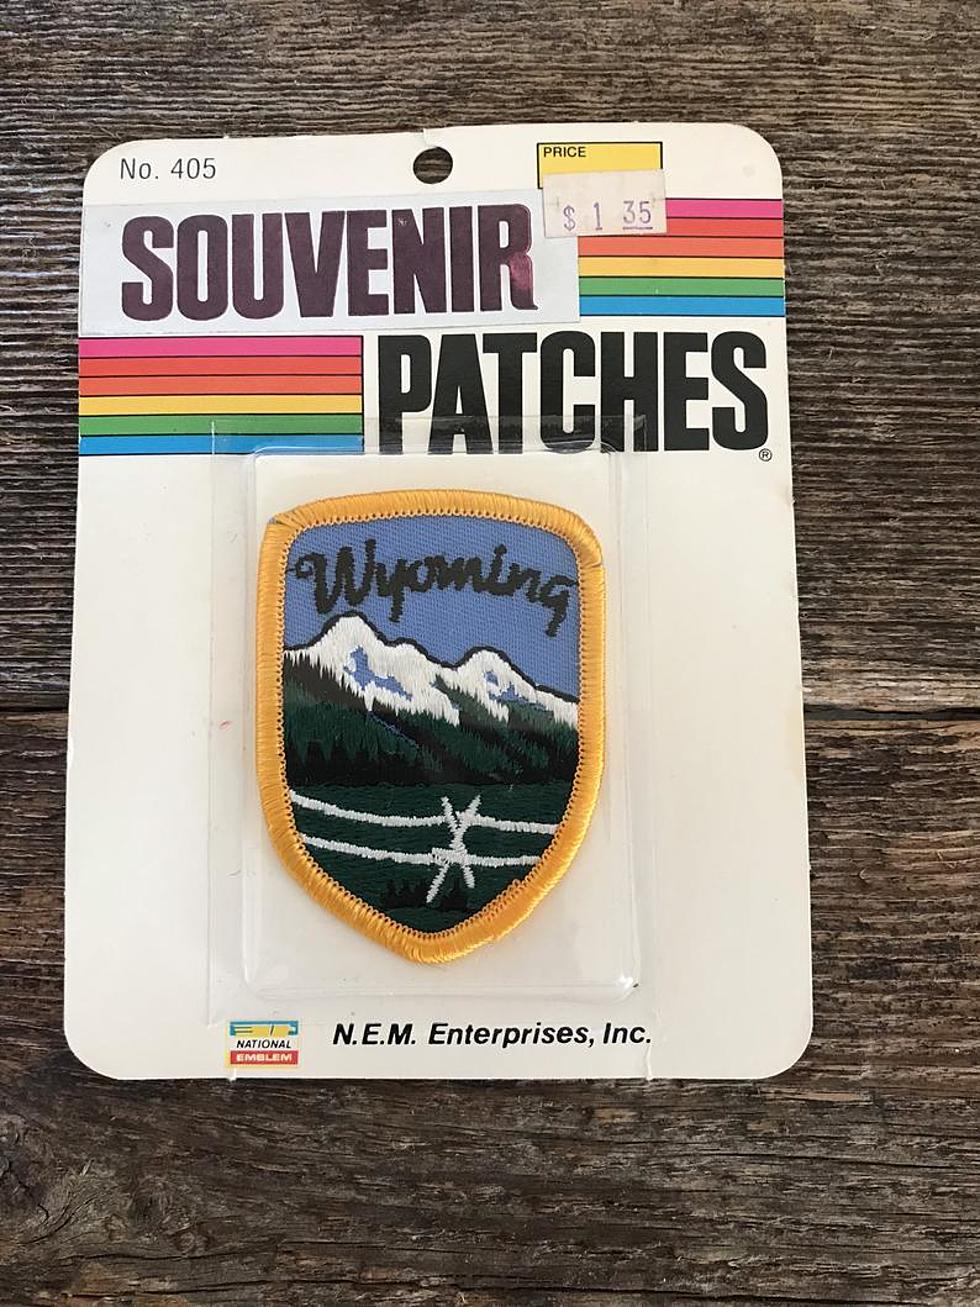 No. 405
PRICE
$ 1 35
SOUVENIR
PATCHES®
Wyoming
NATIONAL
EMBLEM
N.E.M. Enterprises, Inc.